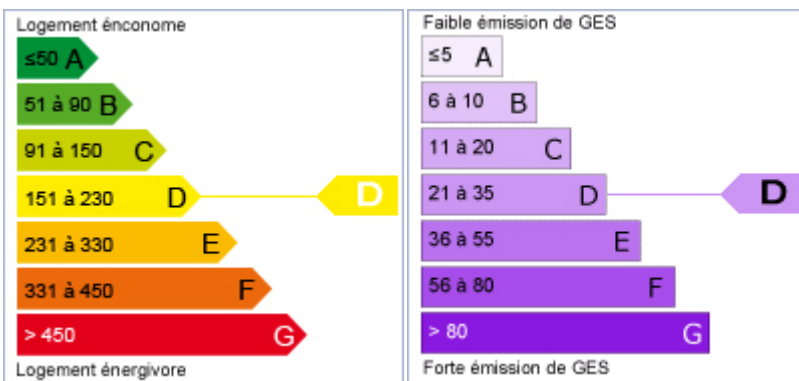 Logement énconome
≤50 A
51 à 90 B
91 à 150 C
151 à 230 D D
231 à 330 E
331 à 450 F
> 450 G
Logement énergivore
Faible émission de GES
≤5 A
6 à 10 B
11 à 20 C
21 à 35 D D
36 à 55 E
56 à 80 F
> 80 G
Forte émission de GES